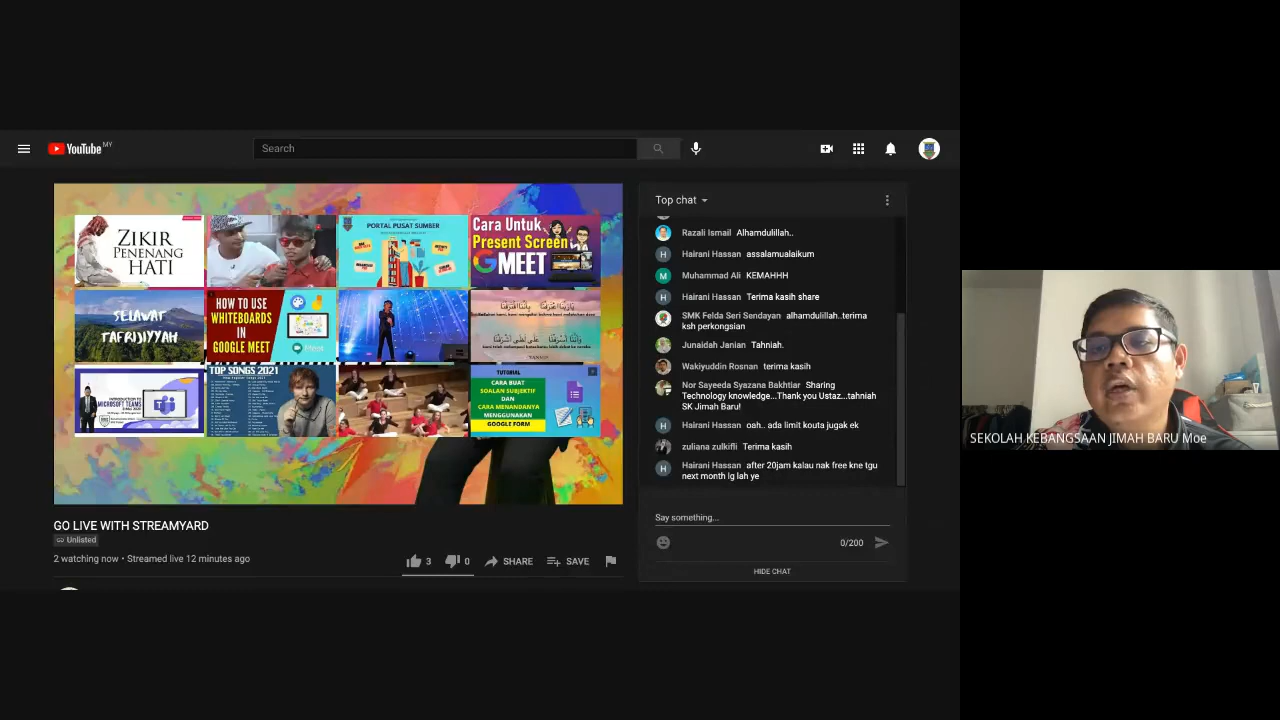 YouTube MY
Search
ZIKIR
PENENANG
HATI
PORTAL PUSAT SUMBER
Cara Untuk
Present Screen
G MEET
SELAWAT
TAFRIJIYYAH
HOW TO USE
WHITEBOARDS
IN
GOOGLE MEET
Meet
INTRODUCTION TO
MICROSOFT TEAMS
TOP SONGS 2021
TUTORIAL
CARA BUAT
SOALAN SUBJEKTIF
DAN
CARA MENANDANYA
MENGGUNAKAN
GOOGLE FORM
GO LIVE WITH STREAMYARD
Unlisted
2 watching now • Streamed live 12 minutes ago
3
0
SHARE
SAVE
Top chat
Razali Ismail Alhamdulillah..
H Hairani Hassan assalamualaikum
M Muhammad Ali KEMAHHH
H Hairani Hassan Terima kasih share
SMK Felda Seri Sendayan alhamdulillah..terima
ksh perkongsian
Junaidah Janian Tahniah.
Wakiyuddin Rosnan terima kasih
Nor Sayeeda Syazana Bakhtiar Sharing
Technology knowledge...Thank you Ustaz...tahniah
SK Jimah Baru!
H Hairani Hassan oah.. ada limit kouta jugak ek
zuliana zulkifli Terima kasih
H Hairani Hassan after 20jam kalau nak free kne tgu
next month lg lah ye
Say something...
0/200
HIDE CHAT
SEKOLAH KEBANGSAAN JIMAH BARU Moe